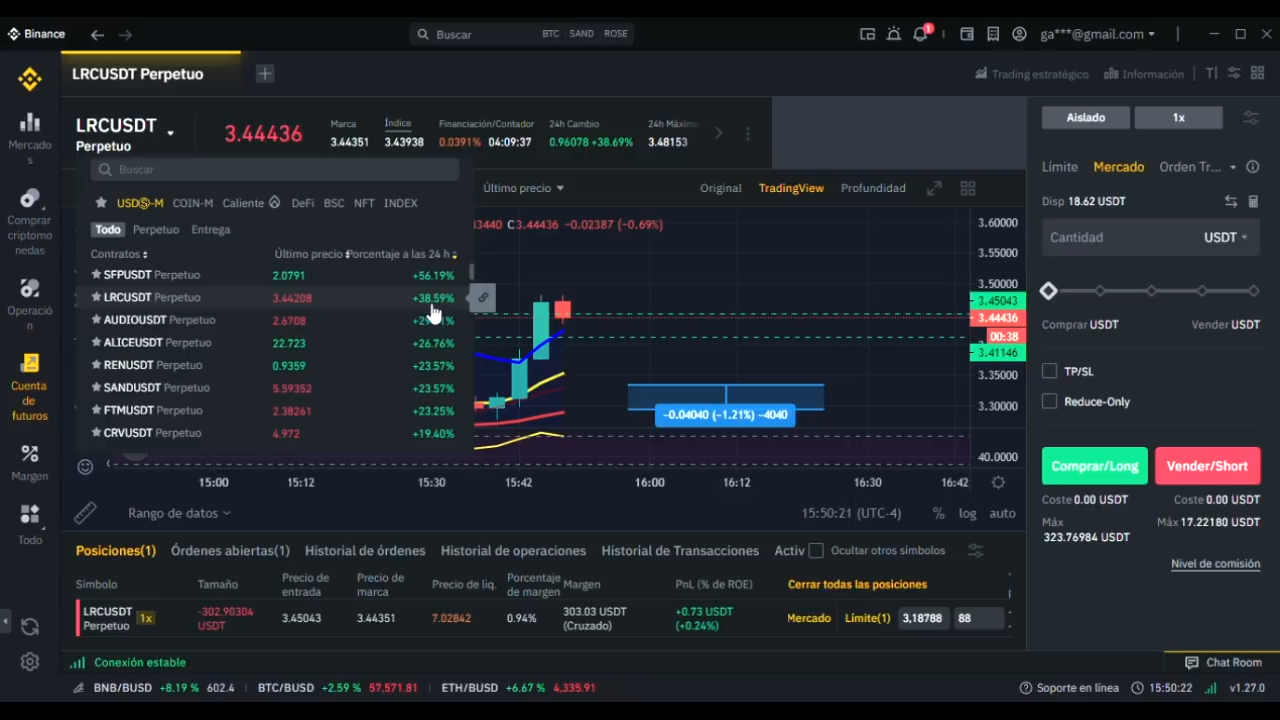 Binance
Buscar BTC · SAND · ROSE
1
ga***@gmail.com
LRCUSDT Perpetuo
Trading estratégico
Información
LRCUSDT
Perpetuo
3.44436
Marca
3.44351
Índice
3.43938
Financiación/Contador
0.0391% 04:09:37
24h Cambio
0.96078 +38.69%
24h Máximo
3.48153
Aislado
1x
Mercados
Comprar criptomonedas
Operación
Cuenta de futuros
Margen
Todo
Buscar
USDⓈ-M COIN-M Caliente DeFi BSC NFT INDEX
Todo Perpetuo Entrega
Contratos Último precio Porcentaje a las 24 h
SFPUSDT Perpetuo 2.0791 +56.19%
LRCUSDT Perpetuo 3.44208 +38.59%
AUDIOUSDT Perpetuo 2.6708
ALICEUSDT Perpetuo 22.723 +26.76%
RENUSDT Perpetuo 0.9359 +23.57%
SANDUSDT Perpetuo 5.59352 +23.57%
FTMUSDT Perpetuo 2.38261 +23.25%
CRVUSDT Perpetuo 4.972 +19.40%
Último precio
Original TradingView Profundidad
3440 C3.44436 −0.02387 (−0.69%)
3.60000
3.55000
3.50000
3.45043
3.44436
00:38
3.41146
3.35000
3.30000
40.0000
-0.04040 (−1.21%) −4040
15:00 15:12 15:30 15:42 16:00 16:12 16:30 16:42
Rango de datos
15:50:21 (UTC-4) % log auto
Límite Mercado Orden Tr...
Disp 18.62 USDT
Cantidad USDT
Comprar USDT Vender USDT
TP/SL
Reduce-Only
Comprar/Long Vender/Short
Coste 0.00 USDT Coste 0.00 USDT
Máx 323.76984 USDT
Máx 17.22180 USDT
Nivel de comisión
Posiciones(1) Órdenes abiertas(1) Historial de órdenes Historial de operaciones Historial de Transacciones Activ Ocultar otros símbolos
Símbolo Tamaño Precio de entrada Precio de marca Precio de liq. Porcentaje de margen Margen PnL (% de ROE) Cerrar todas las posiciones
LRCUSDT Perpetuo 1x -302.90304 USDT 3.45043 3.44351 7.02842 0.94% 303.03 USDT (Cruzado) +0.73 USDT (+0.24%) Mercado Límite(1) 3,18788 88
Conexión estable
Chat Room
BNB/BUSD +8.19 % 602.4 BTC/BUSD +2.59 % 57,571.81 ETH/BUSD +6.67 % 4,335.91
Soporte en línea 15:50:22 v1.27.0